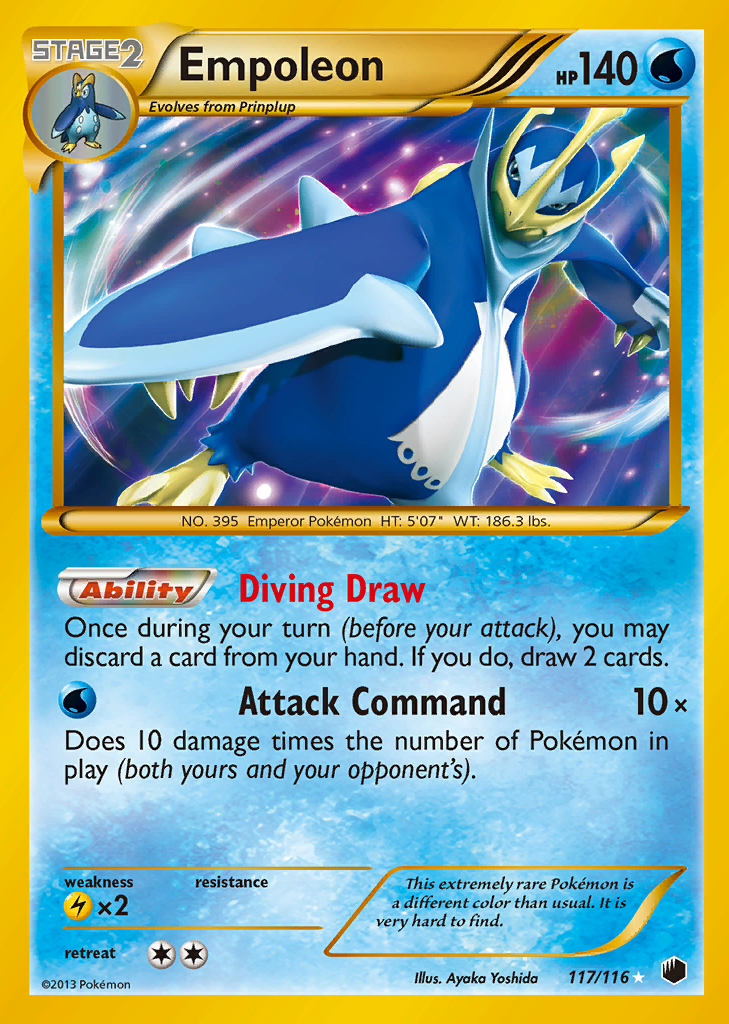 STAGE2
Empoleon
HP140
Evolves from Prinplup
NO. 395 Emperor Pokémon HT: 5'07" WT: 186.3 lbs.
Ability Diving Draw
Once during your turn (before your attack), you may
discard a card from your hand. If you do, draw 2 cards.
Attack Command 10×
Does 10 damage times the number of Pokémon in
play (both yours and your opponent's).
weakness resistance
×2
This extremely rare Pokémon is
a different color than usual. It is
very hard to find.
retreat
©2013 Pokémon
Illus. Ayaka Yoshida 117/116